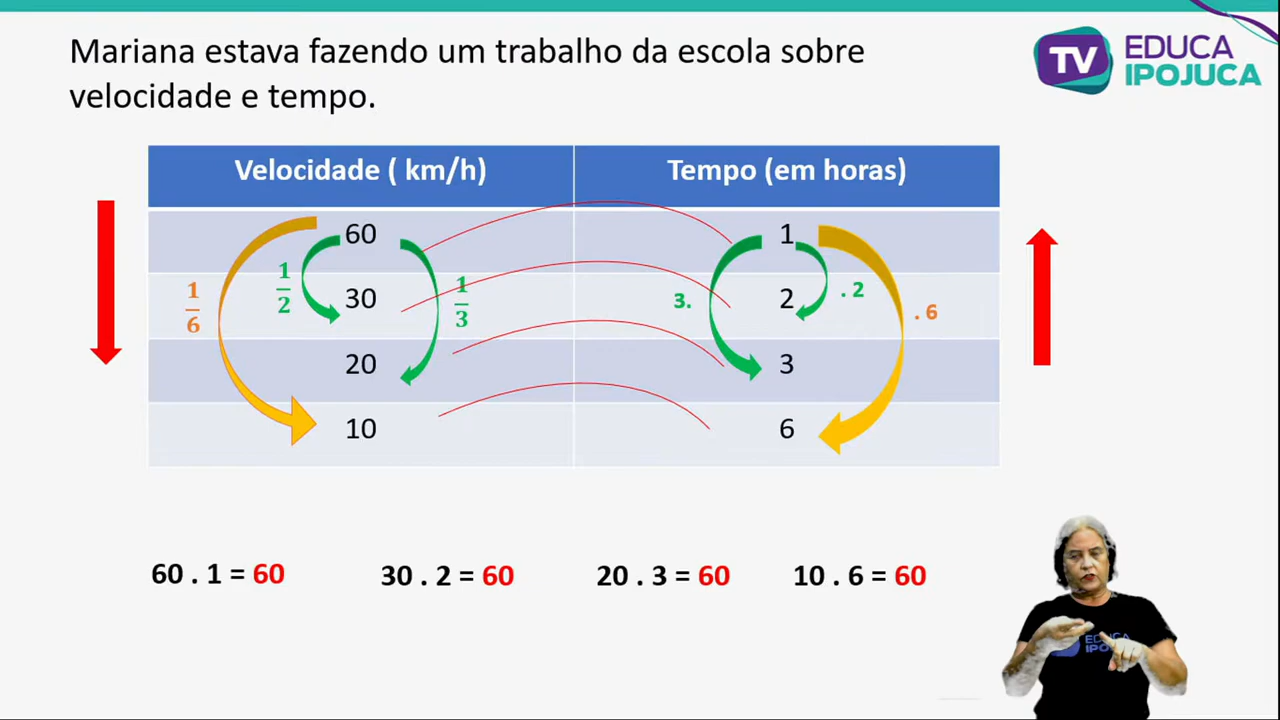 Mariana estava fazendo um trabalho da escola sobre
velocidade e tempo.
TV EDUCA
IPOJUCA
Velocidade ( km/h) Tempo (em horas)
60 1
1/2 1/3 1/6
30 2
3. . 2 . 6
20 3
10 6
60 . 1 = 60 30 . 2 = 60 20 . 3 = 60 10 . 6 = 60
EDUCA
IPO